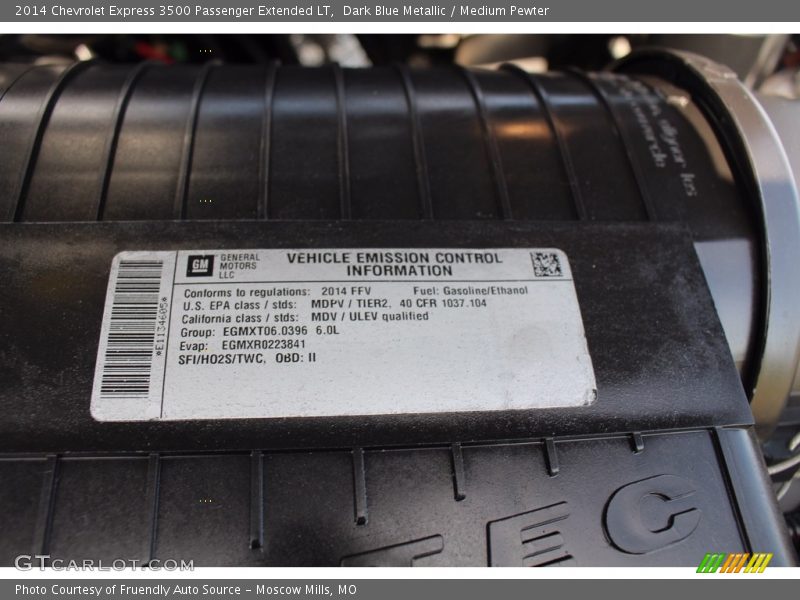 2014 Chevrolet Express 3500 Passenger Extended LT,  Dark Blue Metallic / Medium Pewter
GM
GENERAL
MOTORS
LLC
VEHICLE EMISSION CONTROL
INFORMATION
*E1134605*
Conforms to regulations: 2014 FFV Fuel: Gasoline/Ethanol
U.S. EPA class / stds: MDPV / TIER2, 40 CFR 1037.104
California class / stds: MDV / ULEV qualified
Group: EGMXT06.0396 6.0L
Evap: EGMXR0223841
SFI/HO2S/TWC, OBD: II
TEC
GTCARLOT.COM
Photo Courtesy of Fruendly Auto Source - Moscow Mills, MO